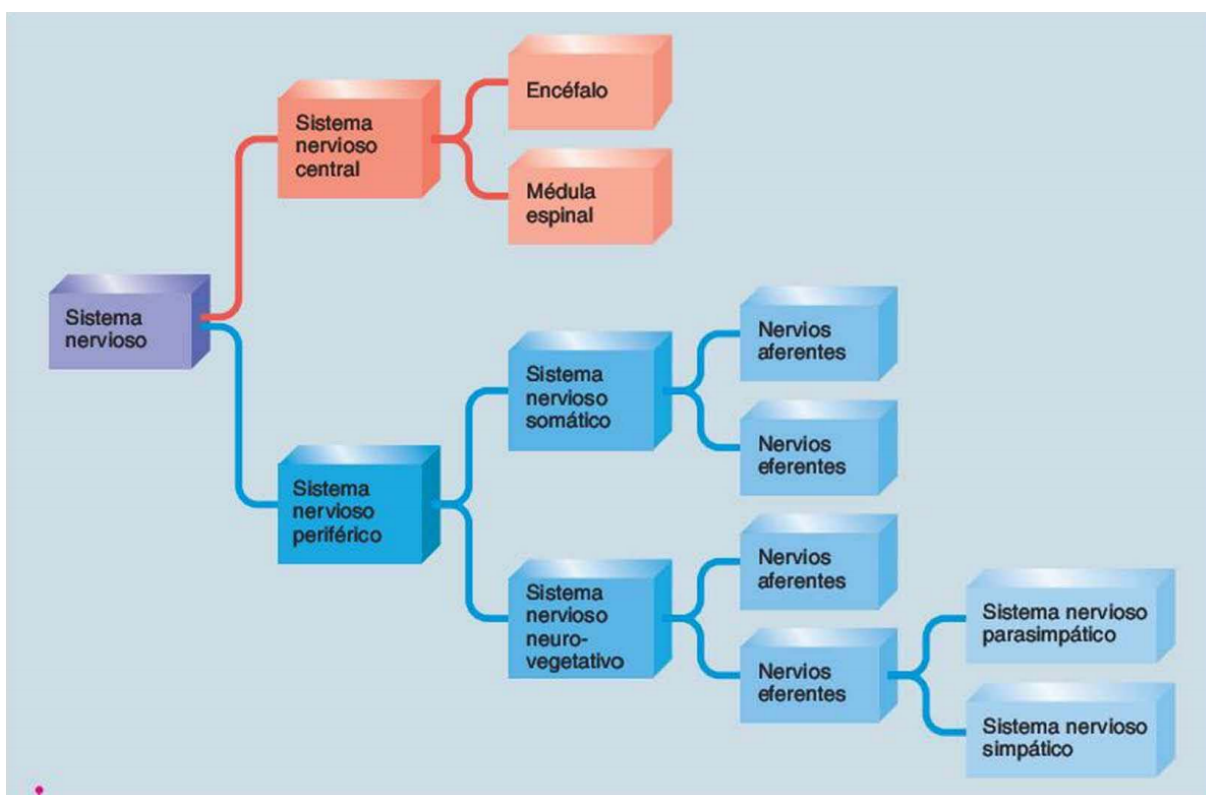 Encéfalo
Sistema
nervioso
central
Médula
espinal
Sistema
nervioso
Nervios
aferentes
Sistema
nervioso
somático
Nervios
eferentes
Sistema
nervioso
periférico
Nervios
aferentes
Sistema
nervioso
neuro-
vegetativo
Nervios
eferentes
Sistema nervioso
parasimpático
Sistema nervioso
simpático